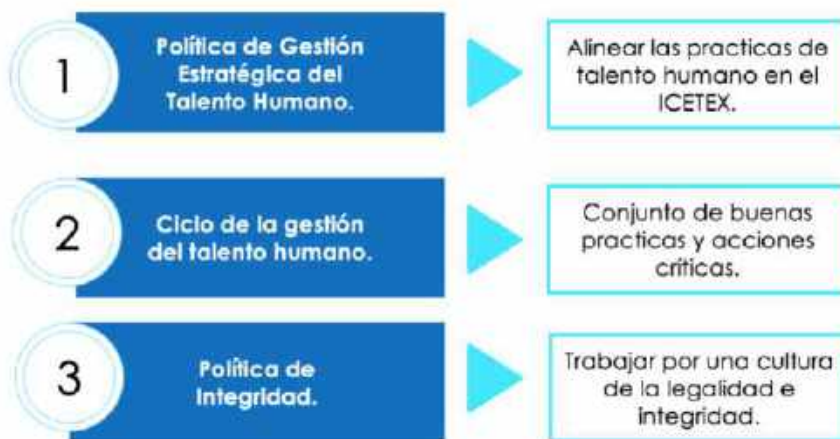 1
Política de Gestión
Estratégica del
Talento Humano.
Alinear las practicas de
talento humano en el
ICETEX.
2
Ciclo de la gestión
del talento humano.
Conjunto de buenas
practicas y acciones
críticas.
3
Política de
Integridad.
Trabajar por una cultura
de la legalidad e
integridad.